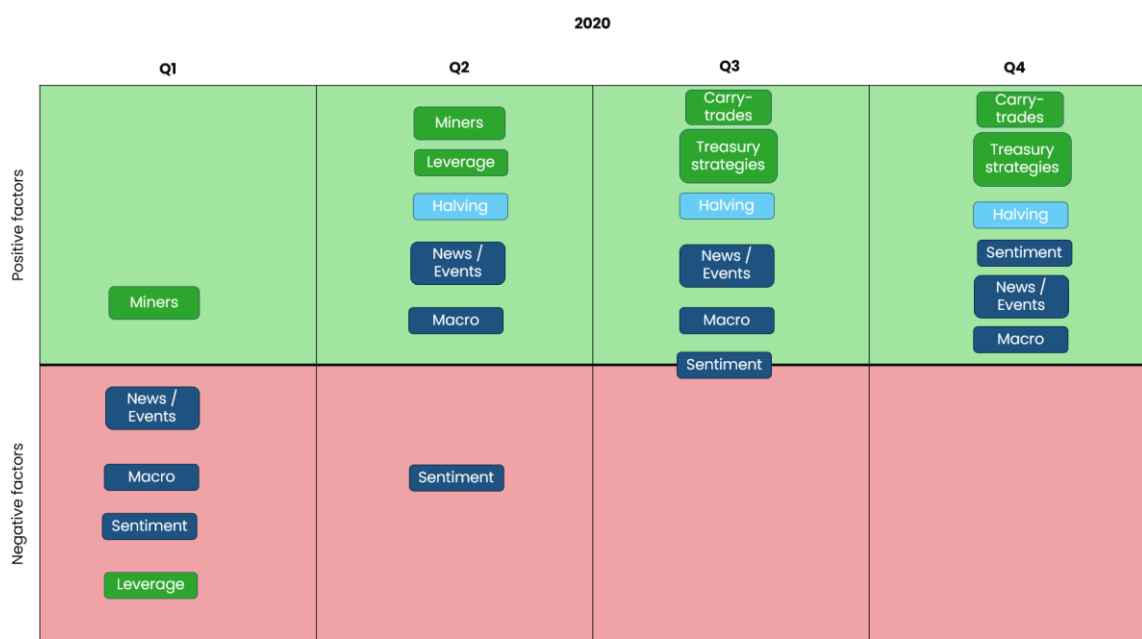 2020
Q1
Q2
Q3
Q4
Positive factors
Negative factors
Miners
News /
Events
Macro
Sentiment
Leverage
Miners
Leverage
Halving
News /
Events
Macro
Sentiment
Carry-
trades
Treasury
strategies
Halving
News /
Events
Macro
Sentiment
Carry-
trades
Treasury
strategies
Halving
Sentiment
News /
Events
Macro